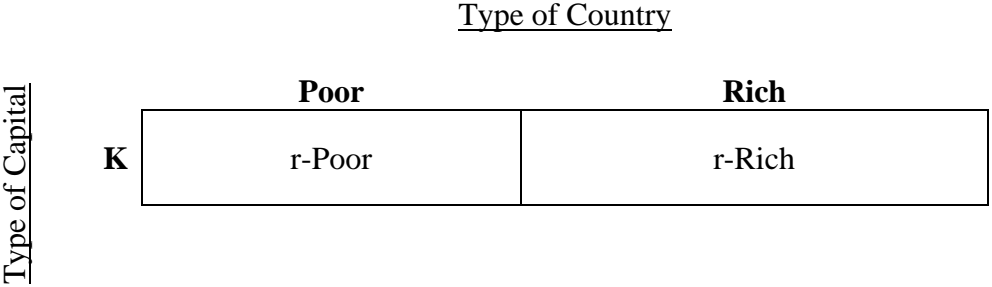 Type of Country
Poor Rich
Type of Capital
K r-Poor r-Rich